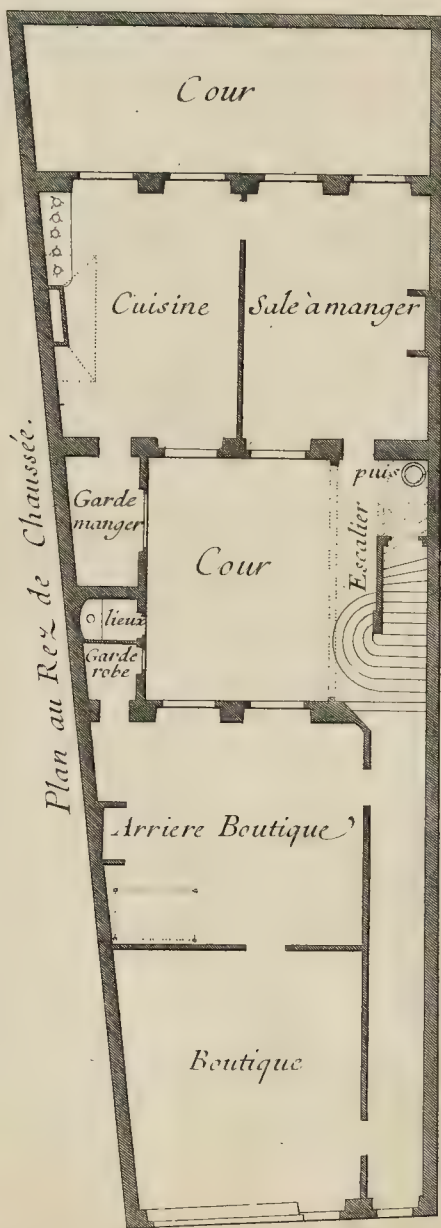 Plan au Rez de Chaussée.
Cour
Cuisine
Sale à manger
puis
Escalier
Garde
manger
Cour
lieux
Garde
robe
Arriere Boutique
Boutique